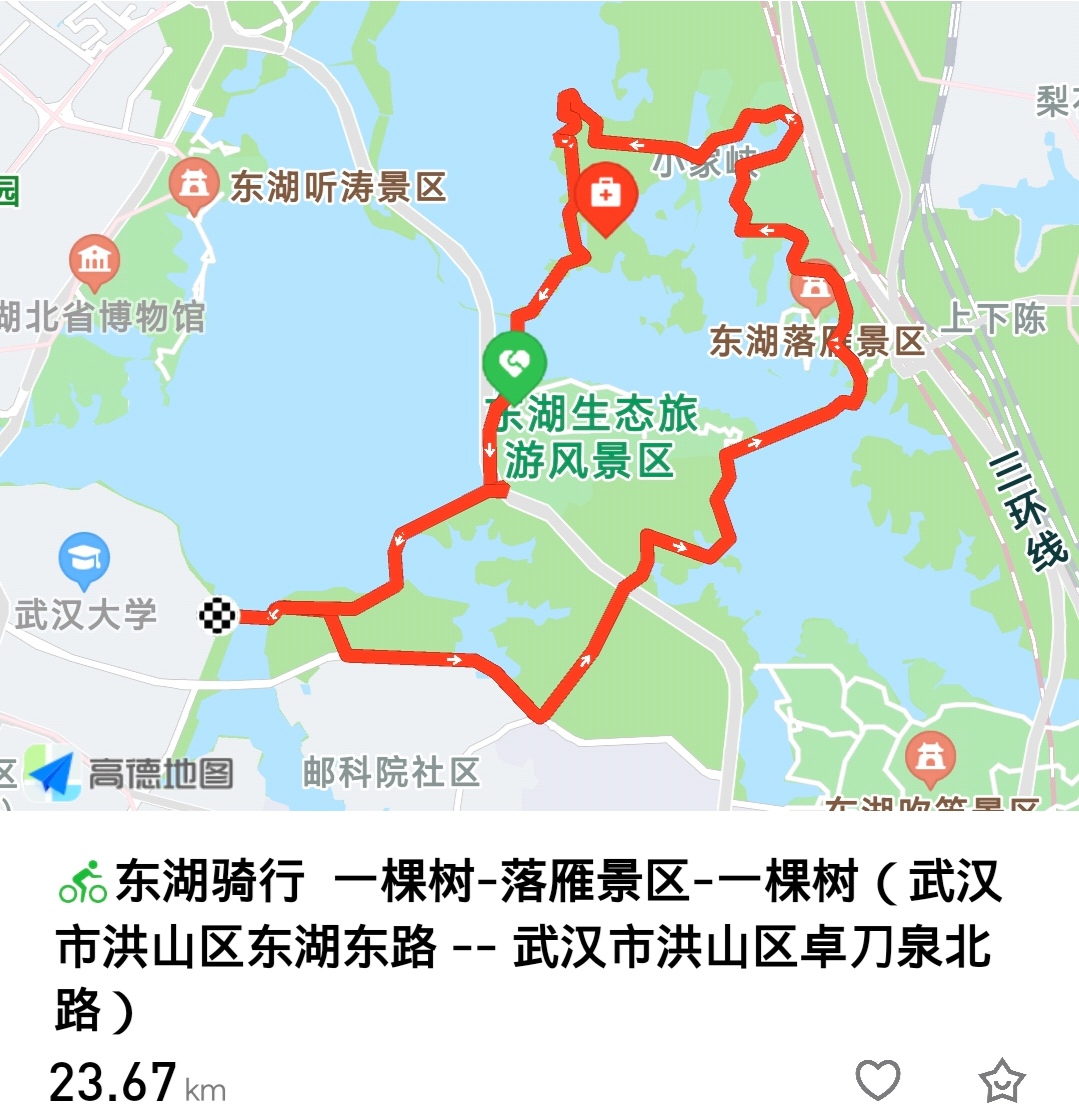 梨
园
东湖听涛景区
小家嶂
湖北省博物馆
上下陈
东湖落雁景区
东湖生态旅
游风景区
三环线
武汉大学
区
高德地图
邮科院社区
东湖吹笛景区
东湖骑行 一棵树-落雁景区-一棵树（武汉
市洪山区东湖东路 -- 武汉市洪山区卓刀泉北
路）
23.67 km